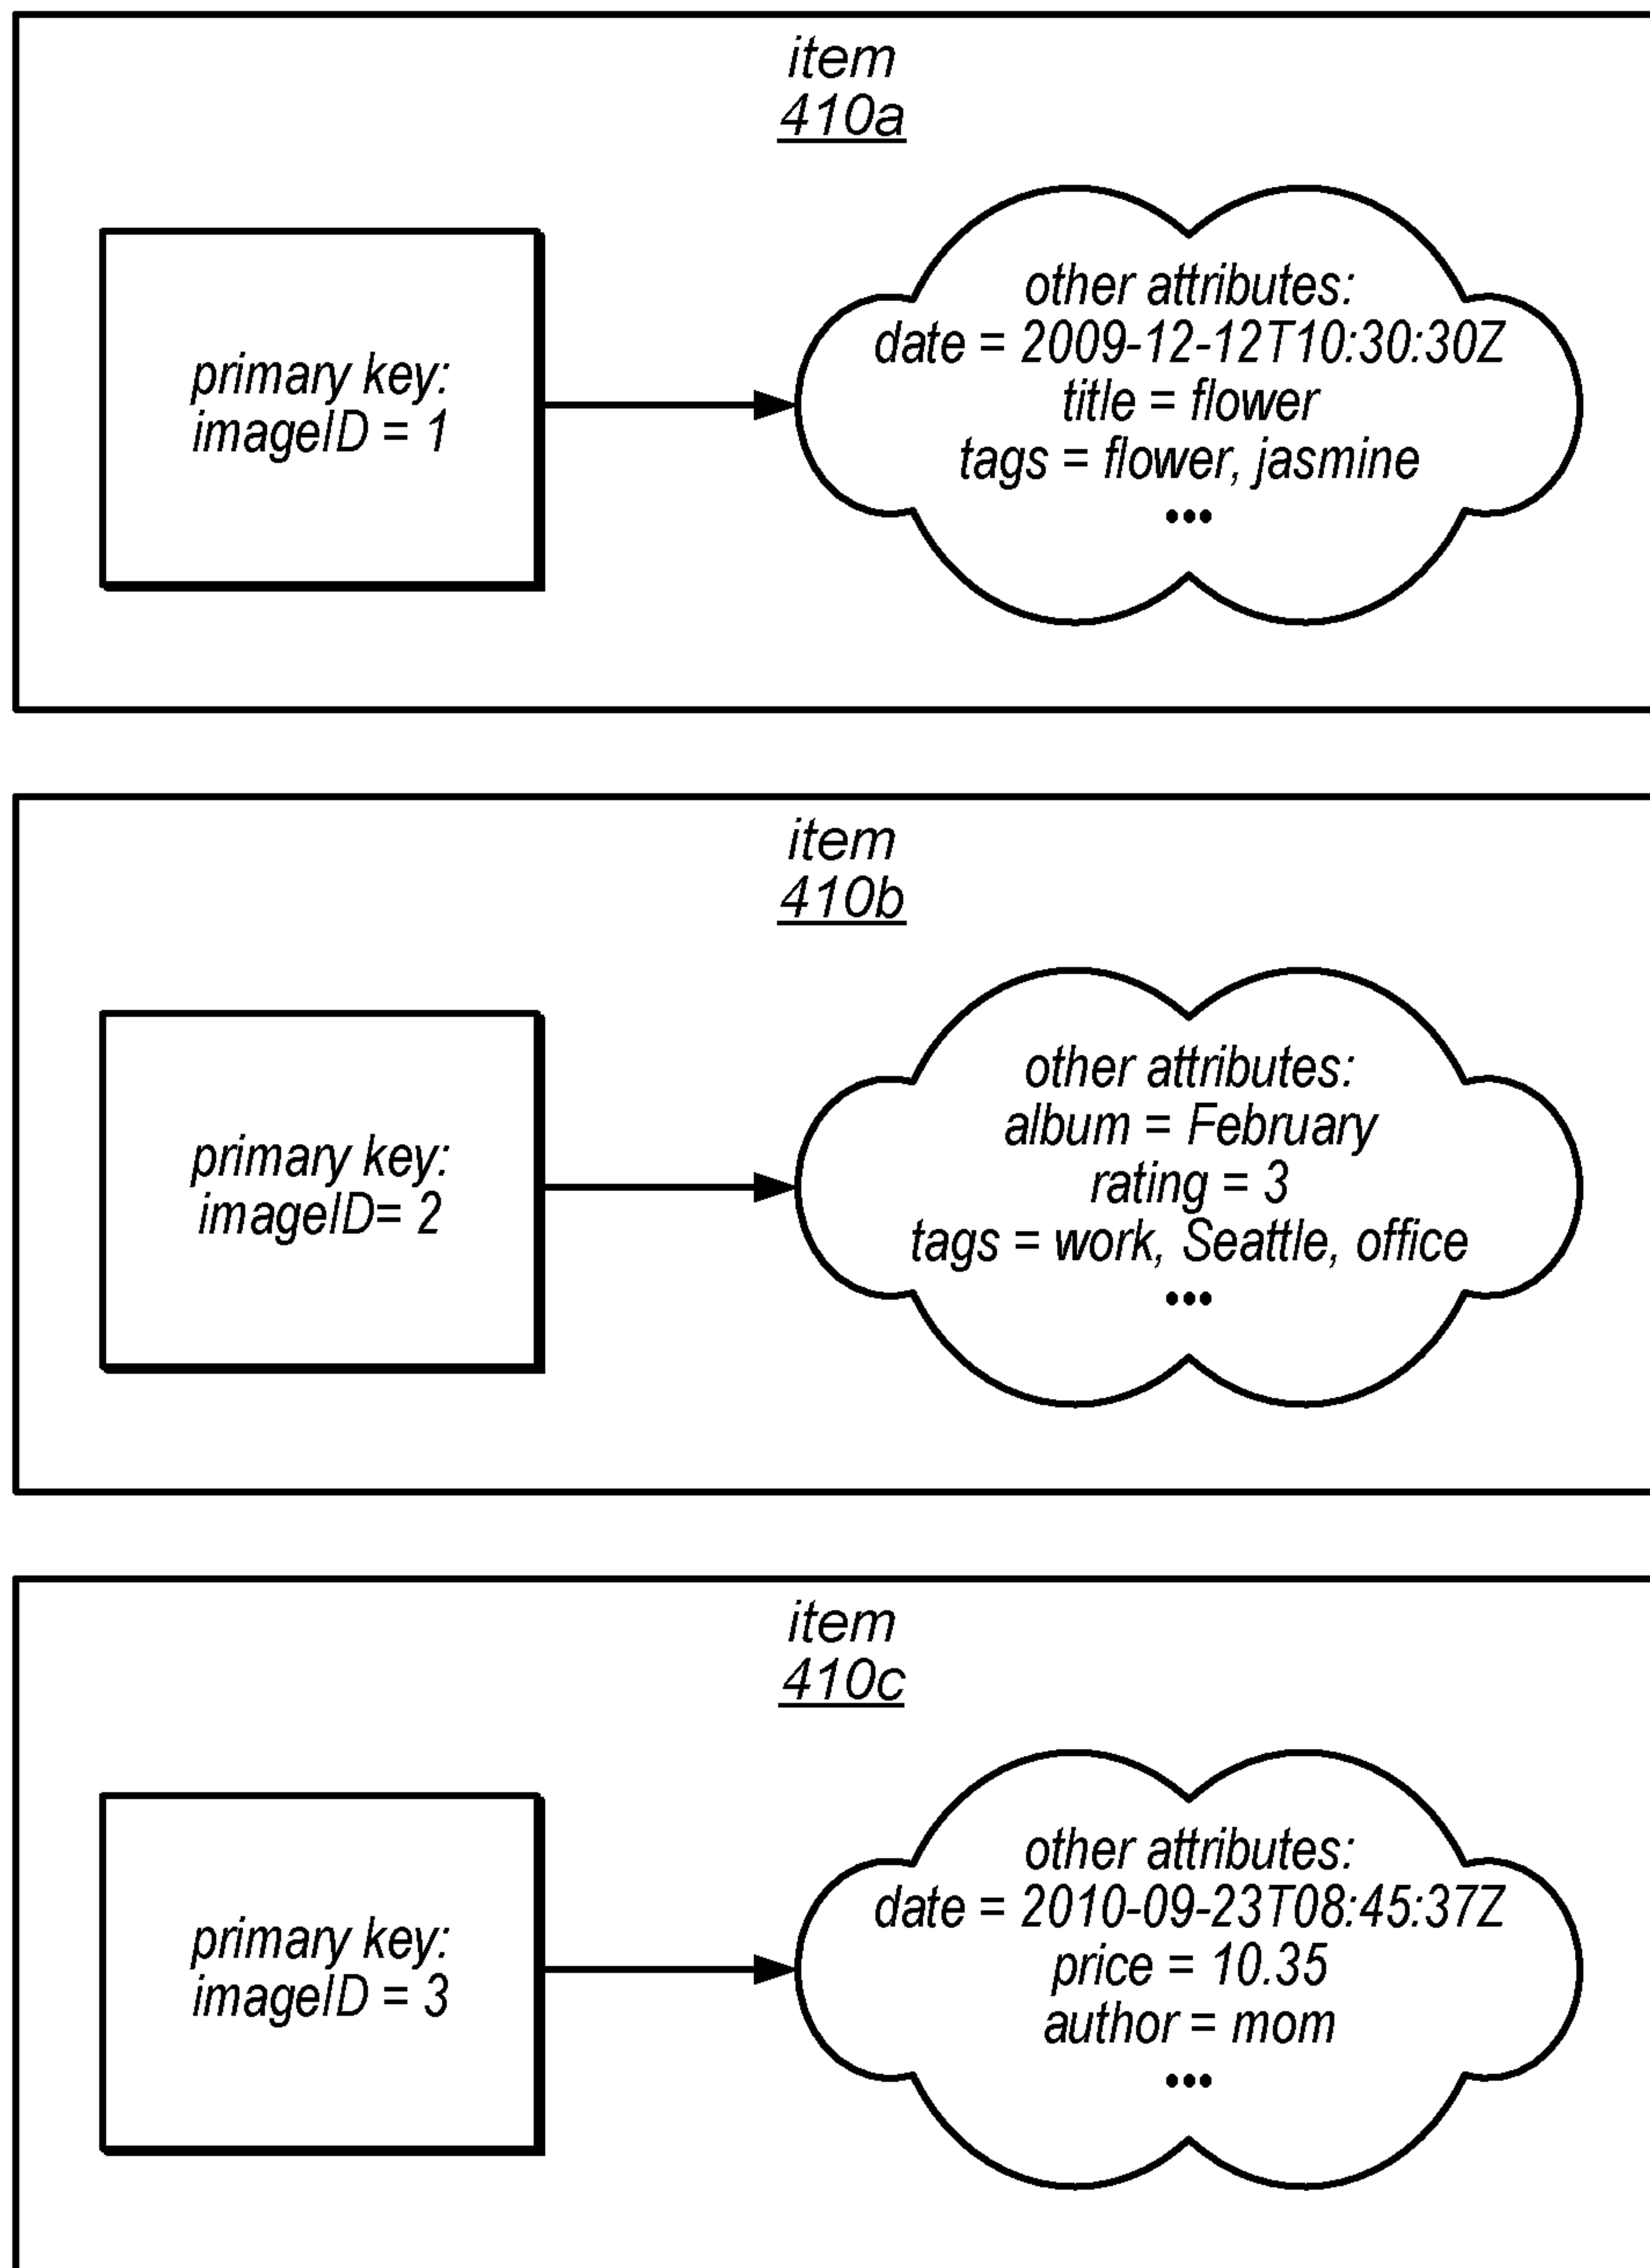 item
410a
primary key:
imageID = 1
other attributes:
date = 2009-12-12T10:30:30Z
title = flower
tags = flower, jasmine
•••
item
410b
primary key:
imageID= 2
other attributes:
album = February
rating = 3
tags = work, Seattle, office
•••
item
410c
primary key:
imageID = 3
other attributes:
date = 2010-09-23T08:45:37Z
price = 10.35
author = mom
•••